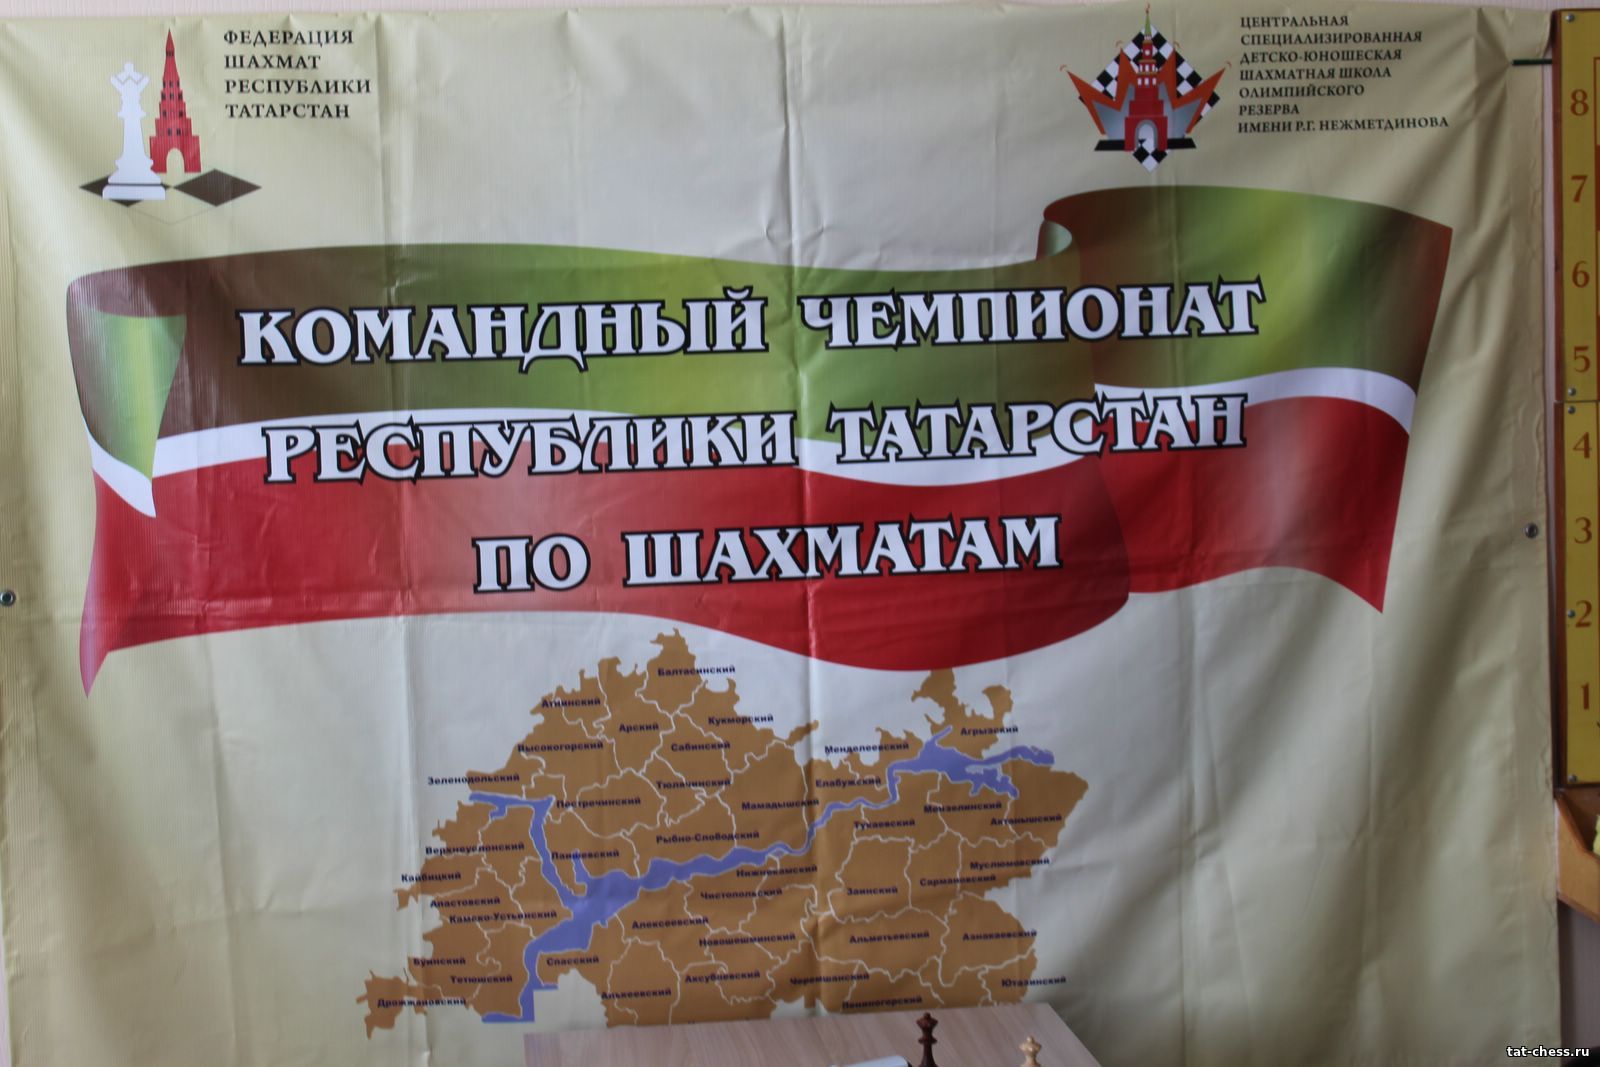 ФЕДЕРАЦИЯ
ШАХМАТ
РЕСПУБЛИКИ
ТАТАРСТАН
ЦЕНТРАЛЬНАЯ
СПЕЦИАЛИЗИРОВАННАЯ
ДЕТСКО-ЮНОШЕСКАЯ
ШАХМАТНАЯ ШКОЛА
ОЛИМПИЙСКОГО
РЕЗЕРВА
ИМЕНИ Р.Г. НЕЖМЕТДИНОВА
КОМАНДНЫЙ ЧЕМПИОНАТ
РЕСПУБЛИКИ ТАТАРСТАН
ПО ШАХМАТАМ
8
7
6
5
4
3
2
1
Балтасинский
Атнинский
Арский
Кукморский
Агрызский
Высокогорский
Сабинский
Менделеевский
Зеленодольский
Тюлячинский
Елабужский
Пестречинский
Мамадышский
Мензелинский
Тукаевский
Актанышский
Рыбно-Слободский
Верхнеуслонский
Лаишевский
Муслюмовский
Кайбицкий
Нижнекамский
Сармановский
Чистопольский
Заинский
Апастовский
Камско-Устьинский
Алексеевский
Новошешминский
Альметьевский
Азнакаевский
Буинский
Спасский
Тетюшский
Аксубаевский
Черемшанский
Ютазинский
Дрожжановский
Алькеевский
Лениногорский
tat-chess.ru